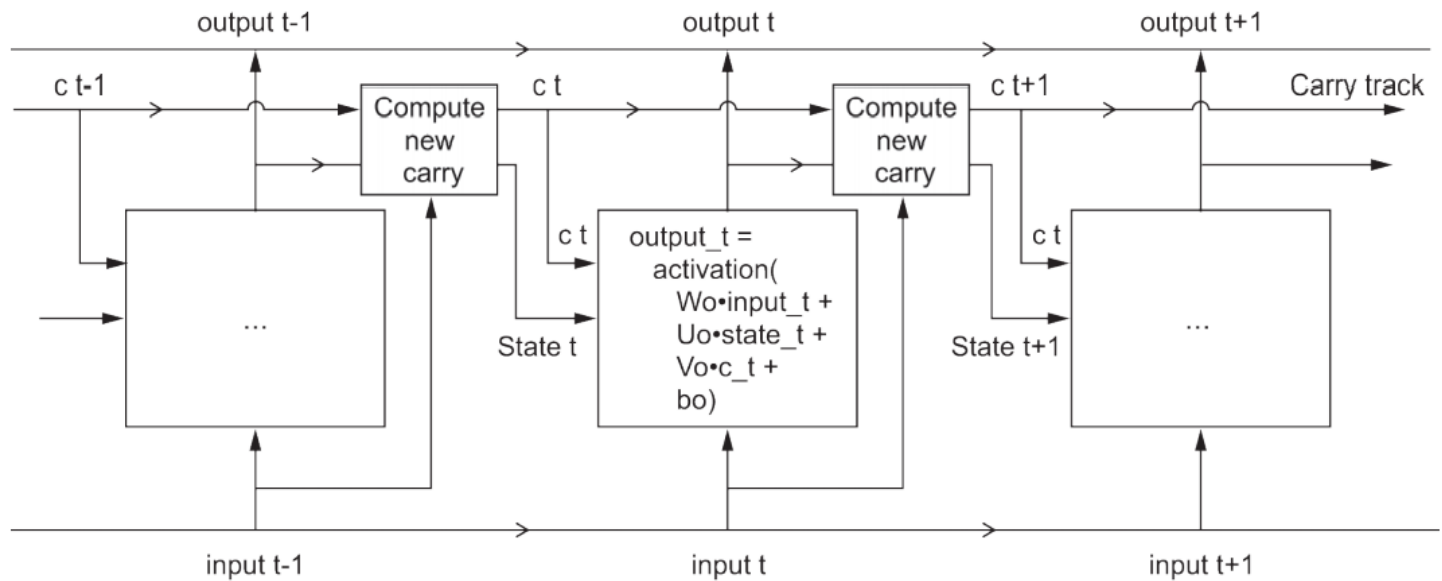 output t-1
output t
output t+1
c t-1
Compute
new
carry
c t
Compute
new
carry
c t+1
Carry track
...
c t
output_t =
activation(
Wo•input_t +
Uo•state_t +
Vo•c_t +
bo)
State t
c t
...
State t+1
input t-1
input t
input t+1